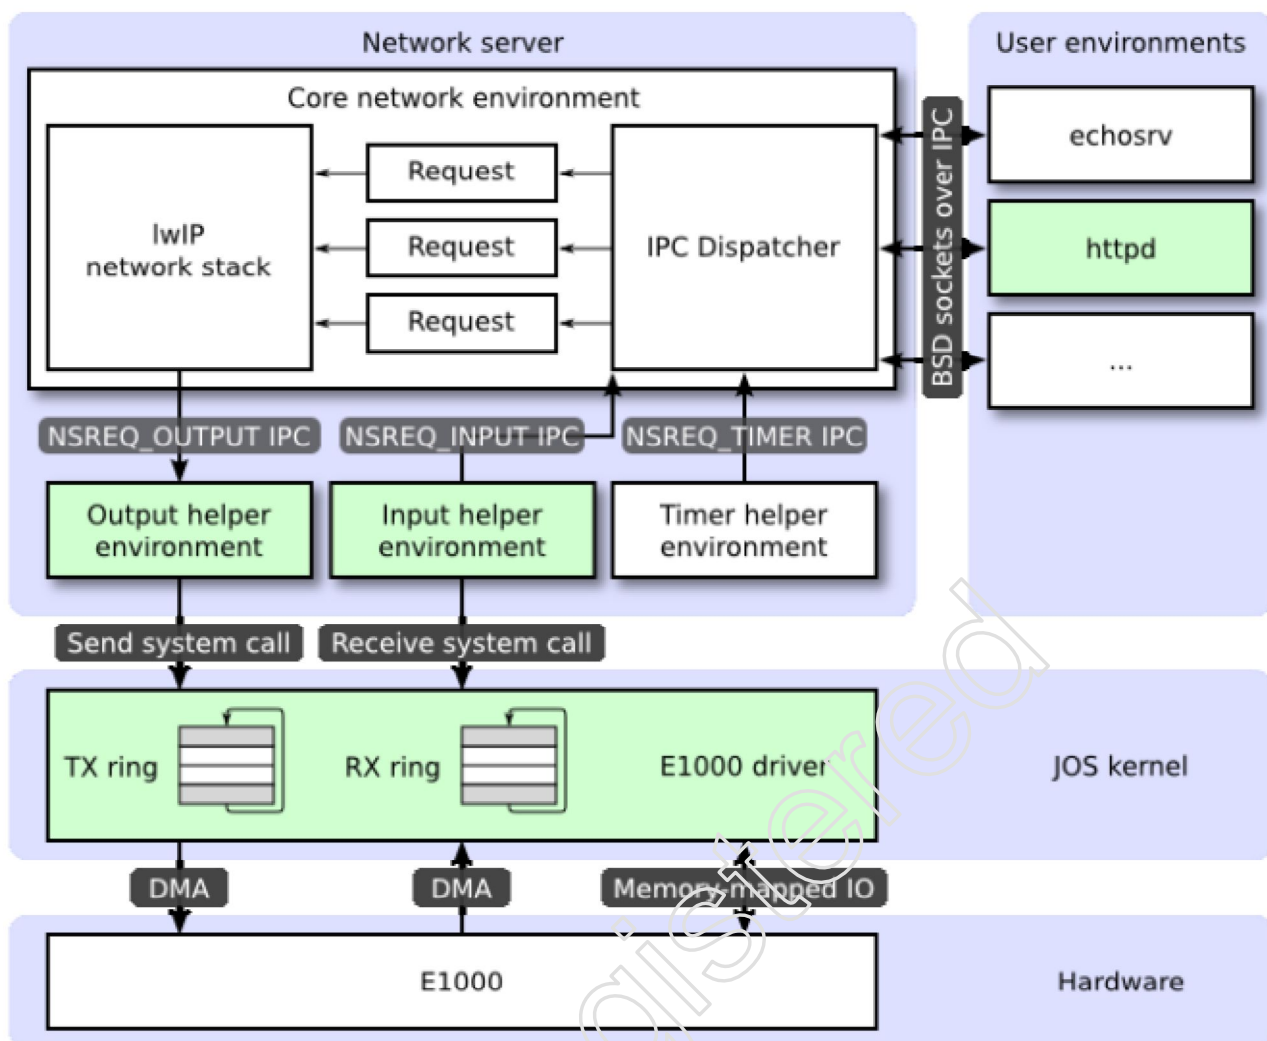 Network server
User environments
Core network environment
lwIP
network stack
Request
Request
Request
IPC Dispatcher
BSD sockets over IPC
echosrv
httpd
...
NSREQ_OUTPUT IPC
NSREQ_INPUT IPC
NSREQ_TIMER IPC
Output helper
environment
Input helper
environment
Timer helper
environment
Send system call
Receive system call
TX ring
RX ring
E1000 driver
JOS kernel
DMA
DMA
Memory-mapped IO
E1000
Hardware
gistered